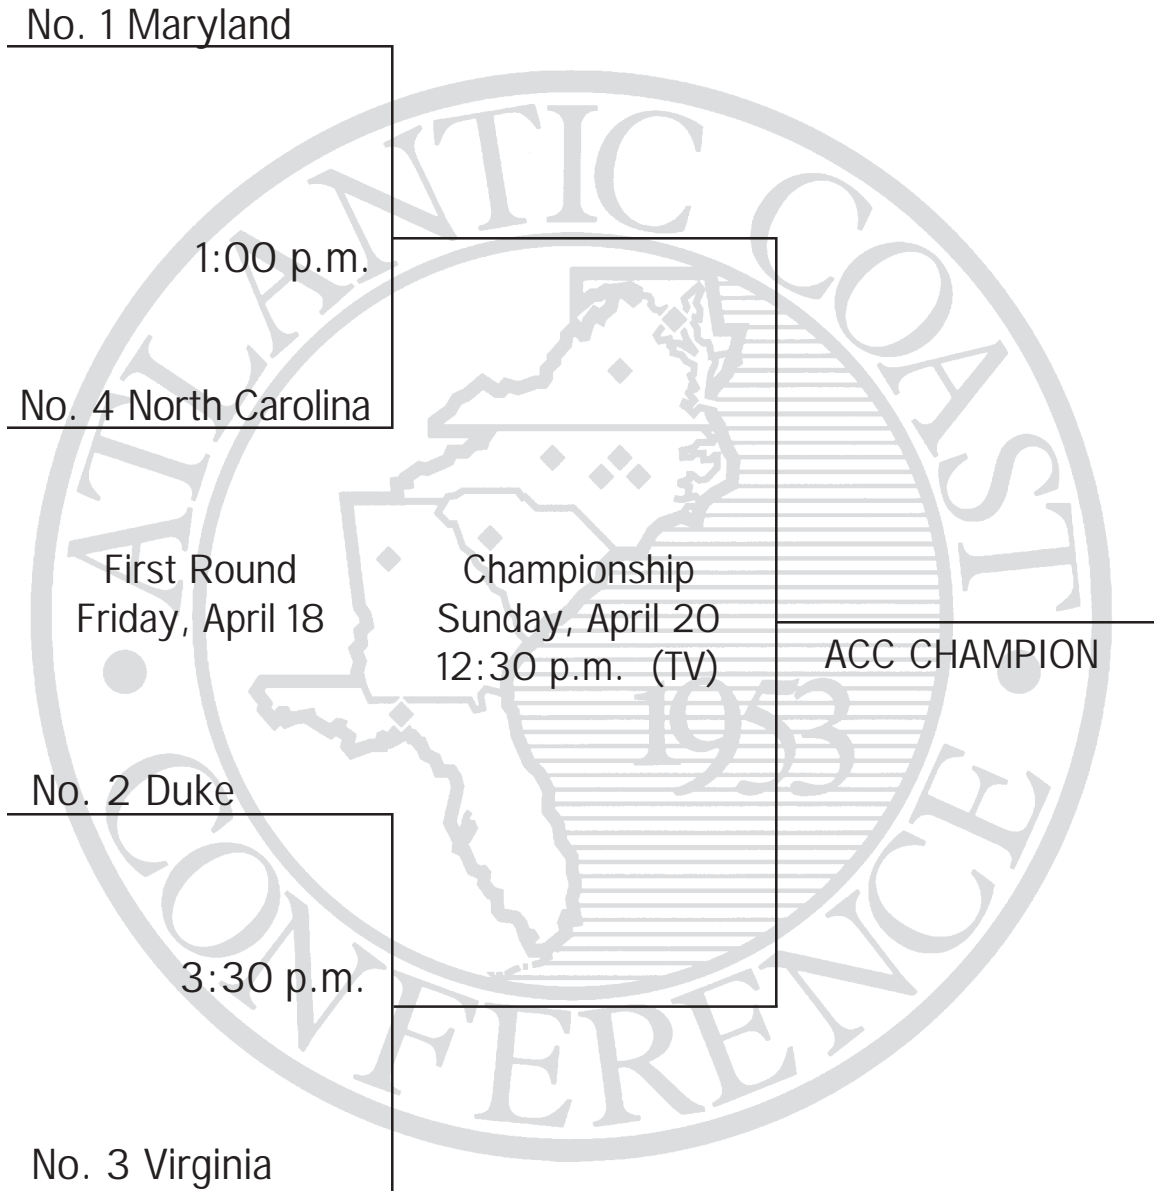 No. 1 Maryland
1:00 p.m.
No. 4 North Carolina
First Round
Friday, April 18
Championship
Sunday, April 20
12:30 p.m. (TV)
ACC CHAMPION
No. 2 Duke
3:30 p.m.
No. 3 Virginia
ATLANTIC COAST
CONFERENCE
1953